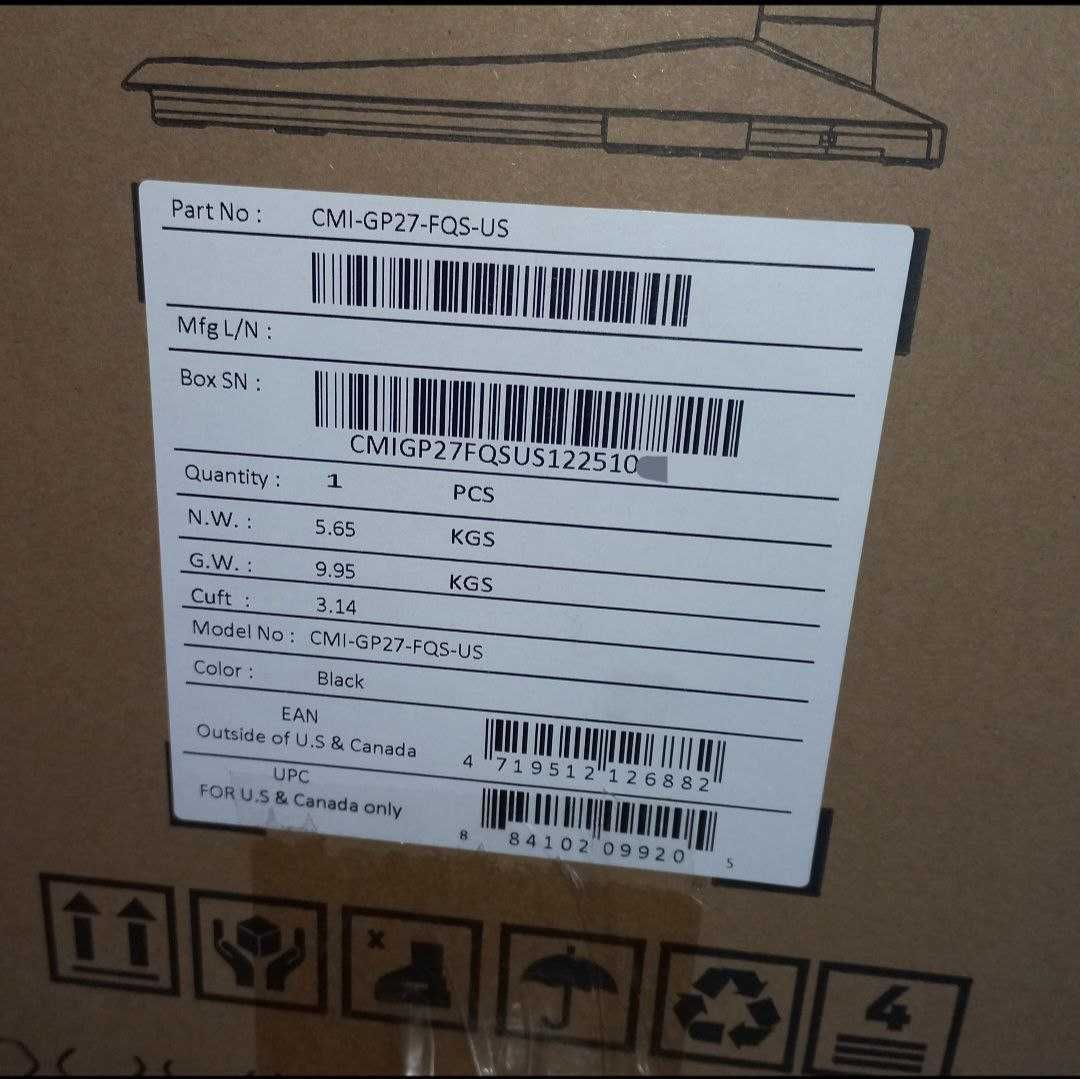 Part No : CMI-GP27-FQS-US
Mfg L/N :
Box SN :
CMIGP27FQSUS122510
Quantity : 1 PCS
N.W. : 5.65 KGS
G.W. : 9.95 KGS
Cuft : 3.14
Model No : CMI-GP27-FQS-US
Color : Black
EAN
Outside of U.S & Canada
4 719512 126882
UPC
FOR U.S & Canada only
8 84102 09920 5
x
4